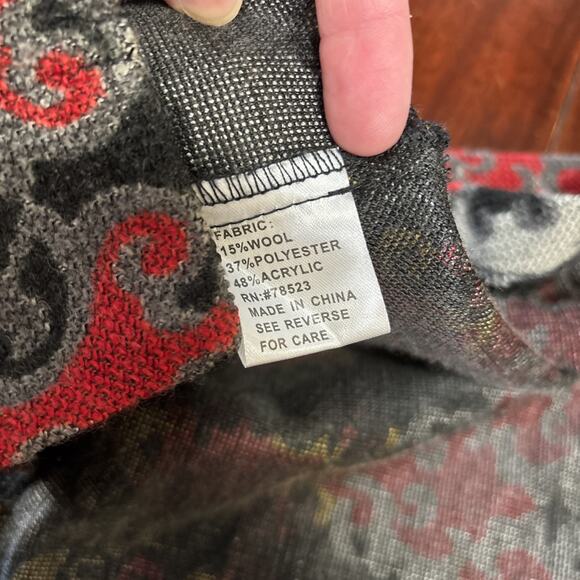 FABRIC:
15%WOOL
37%POLYESTER
48%ACRYLIC
RN:#78523
MADE IN CHINA
SEE REVERSE
FOR CARE